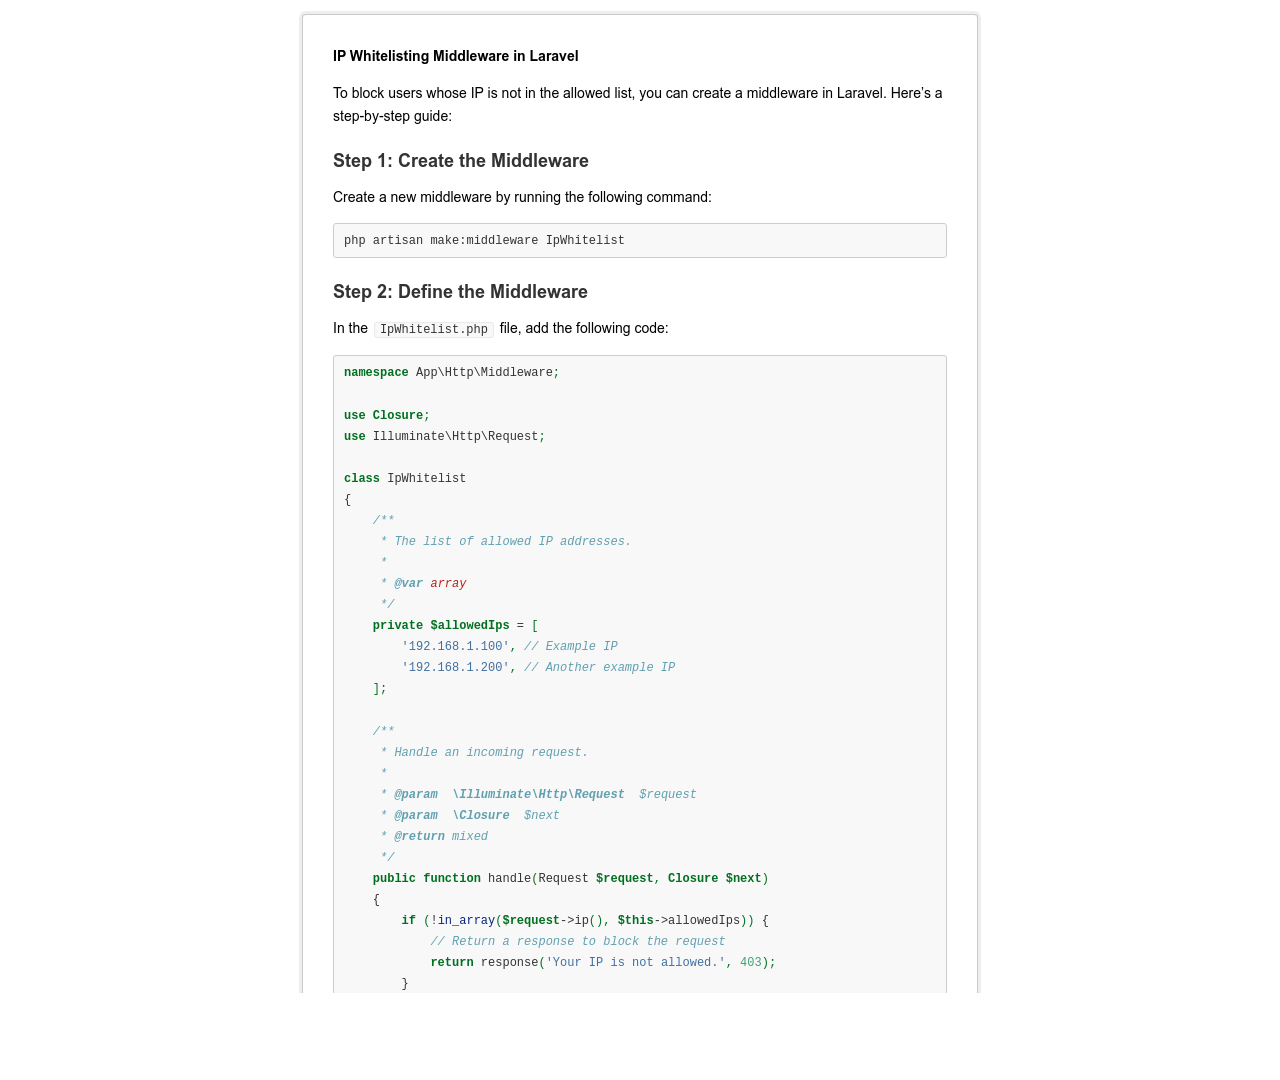 IP Whitelisting Middleware in Laravel
To block users whose IP is not in the allowed list, you can create a middleware in Laravel. Here's a
step-by-step guide:
Step 1: Create the Middleware
Create a new middleware by running the following command:
php artisan make:middleware IpWhitelist
Step 2: Define the Middleware
In the IpWhitelist.php file, add the following code:
namespace App\Http\Middleware;

use Closure;
use Illuminate\Http\Request;

class IpWhitelist
{
    /**
     * The list of allowed IP addresses.
     *
     * @var array
     */
    private $allowedIps = [
        '192.168.1.100', // Example IP
        '192.168.1.200', // Another example IP
    ];

    /**
     * Handle an incoming request.
     *
     * @param  \Illuminate\Http\Request  $request
     * @param  \Closure  $next
     * @return mixed
     */
    public function handle(Request $request, Closure $next)
    {
        if (!in_array($request->ip(), $this->allowedIps)) {
            // Return a response to block the request
            return response('Your IP is not allowed.', 403);
        }